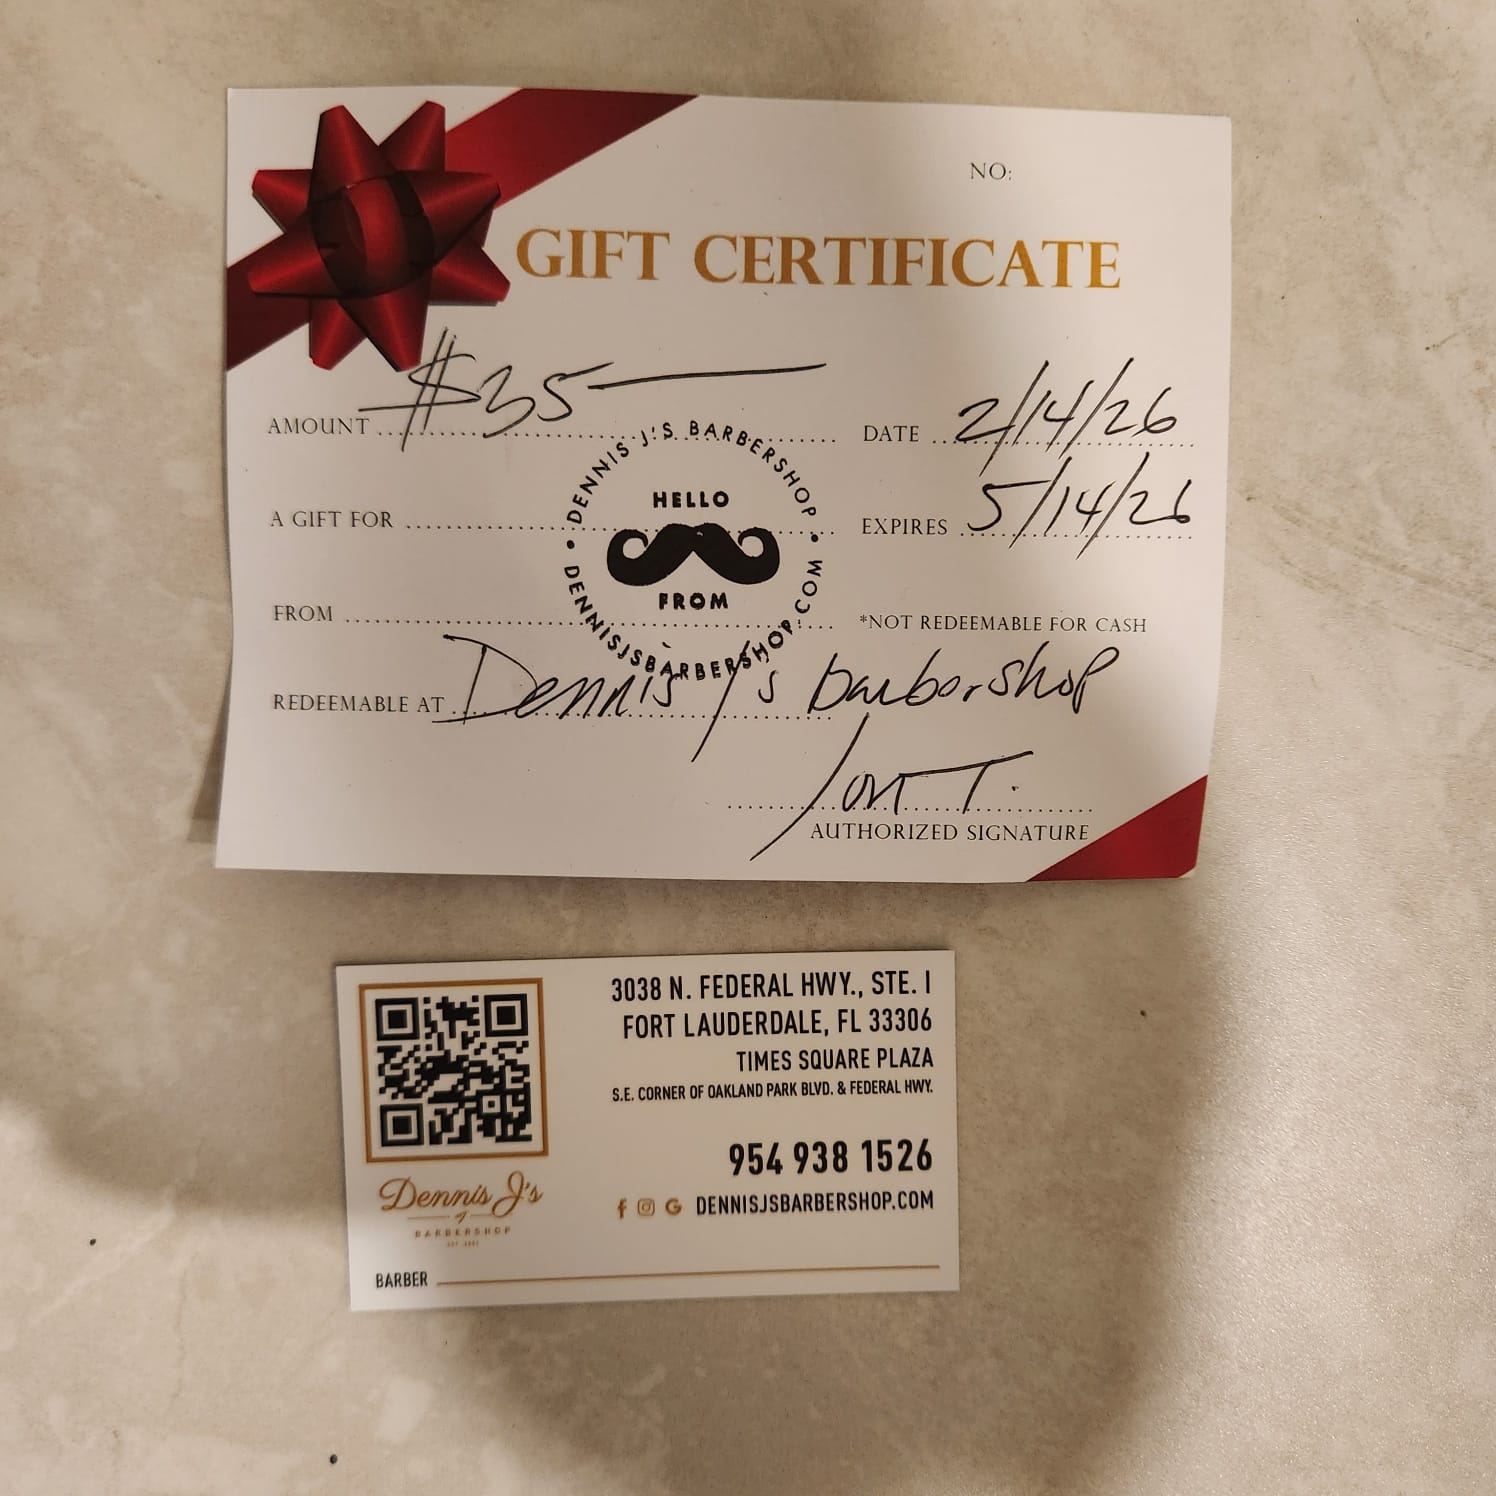 NO:
GIFT CERTIFICATE
AMOUNT $35 DATE 2/14/26
A GIFT FOR EXPIRES 5/14/26
FROM *NOT REDEEMABLE FOR CASH
REDEEMABLE AT Dennis J's barborshop
AUTHORIZED SIGNATURE
DENNIS J'S BARBERSHOP
HELLO
FROM
DENNISJSBARBERSHOP.COM
3038 N. FEDERAL HWY., STE. I
FORT LAUDERDALE, FL 33306
TIMES SQUARE PLAZA
S.E. CORNER OF OAKLAND PARK BLVD. & FEDERAL HWY.
954 938 1526
f G DENNISJSBARBERSHOP.COM
Dennis J's
BARBERSHOP
BARBER